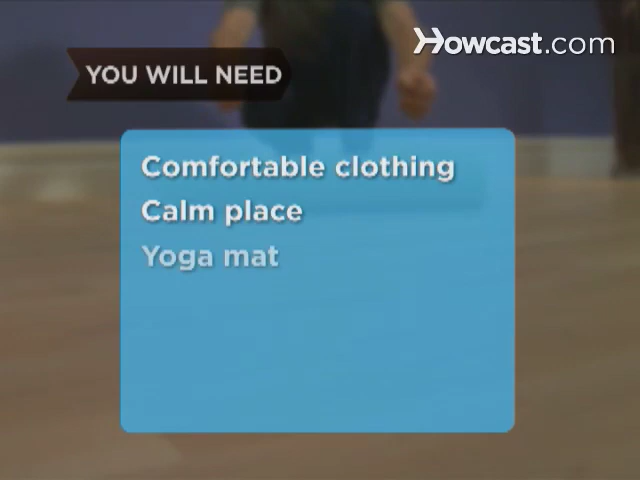 Howcast.com
YOU WILL NEED
Comfortable clothing
Calm place
Yoga mat